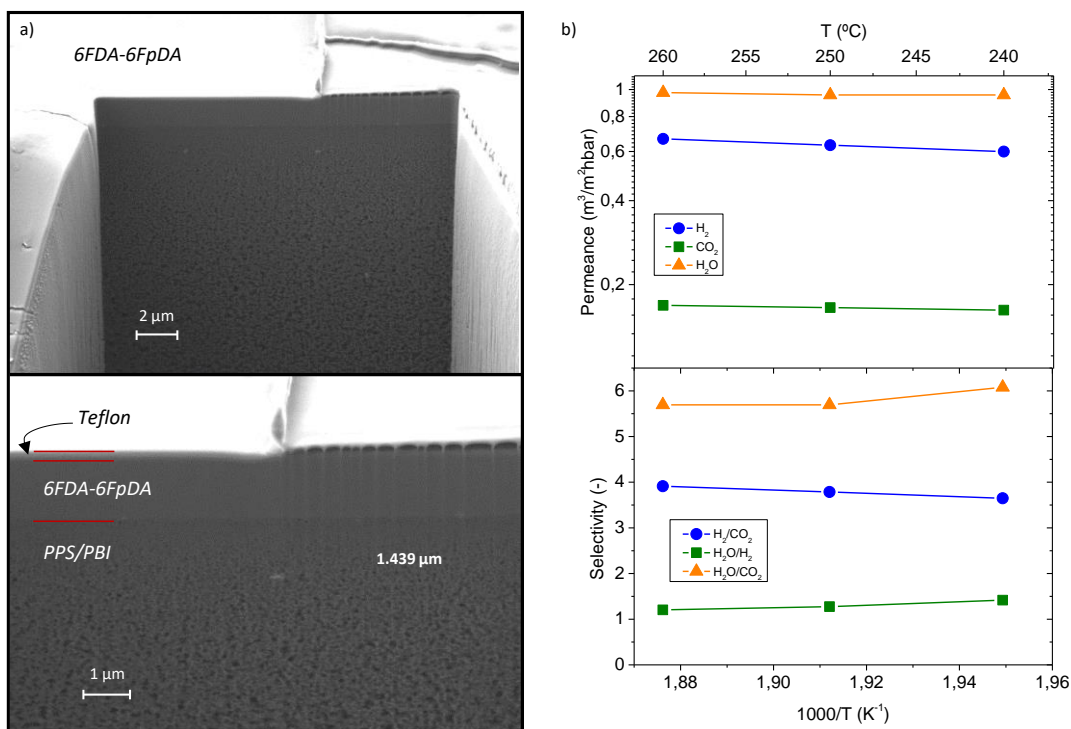 a)
6FDA-6FpDA
2 µm
Teflon
6FDA-6FpDA
PPS/PBI
1.439 µm
1 µm
b)
T (ºC)
260 255 250 245 240
1
0,8
0,6
0,4
0,2
Permeance (m³/m²hbar)
H₂
CO₂
H₂O
6
5
4
3
2
1
0
Selectivity (-)
H₂/CO₂
H₂O/H₂
H₂O/CO₂
1,88 1,90 1,92 1,94 1,96
1000/T (K⁻¹)